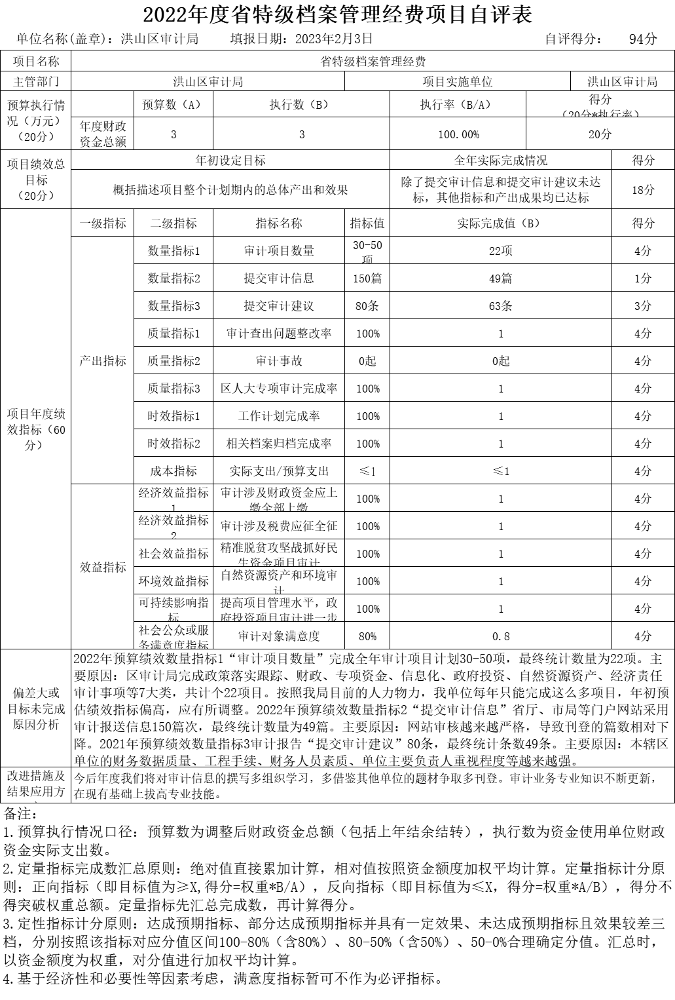 2022年度省特级档案管理经费项目自评表
单位名称(盖章)：洪山区审计局 填报日期：2023年2月3日 自评得分： 94分
项目名称 省特级档案管理经费
主管部门 洪山区审计局 项目实施单位 洪山区审计局
预算执行情况（万元）（20分） 预算数（A） 执行数（B） 执行率（B/A） 得分（20分*执行率）
年度财政资金总额 3 3 100.00% 20分
项目绩效总目标（20分） 年初设定目标 全年实际完成情况 得分
概括描述项目整个计划期内的总体产出和效果 除了提交审计信息和提交审计建议未达标，其他指标和产出成果均已达标 18分
项目年度绩效指标（60分） 一级指标 二级指标 指标名称 指标值 实际完成值（B） 得分
产出指标 数量指标1 审计项目数量 30-50项 22项 4分
数量指标2 提交审计信息 150篇 49篇 1分
数量指标3 提交审计建议 80条 63条 3分
质量指标1 审计查出问题整改率 100% 1 4分
质量指标2 审计事故 0起 0起 4分
质量指标3 区人大专项审计完成率 100% 1 4分
时效指标1 工作计划完成率 100% 1 4分
时效指标2 相关档案归档完成率 100% 1 4分
成本指标 实际支出/预算支出 ≤1 ≤1 4分
效益指标 经济效益指标1 审计涉及财政资金应上缴全部上缴 100% 1 4分
经济效益指标2 审计涉及税费应征全征 100% 1 4分
社会效益指标 精准脱贫攻坚战抓好民生资金项目审计 100% 1 4分
环境效益指标 自然资源资产和环境审计 100% 1 4分
可持续影响指标 提高项目管理水平，政府投资项目审计进一步 100% 1 4分
社会公众或服务满意度指标 审计对象满意度 80% 0.8 4分
偏差大或
目标未完成
原因分析
2022年预算绩效数量指标1“审计项目数量”完成全年审计项目计划30-50项，最终统计数量为22项。主
要原因：区审计局完成政策落实跟踪、财政、专项资金、信息化、政府投资、自然资源资产、经济责任
审计事项等7大类，共计个22项目。按照我局目前的人力物力，我单位每年只能完成这么多项目，年初预
估绩效指标偏高，应有所调整。2022年预算绩效数量指标2“提交审计信息”省厅、市局等门户网站采用
审计报送信息150篇次，最终统计数量为49篇。主要原因：网站审核越来越严格，导致刊登的篇数相对下
降。2021年预算绩效数量指标3审计报告“提交审计建议”80条，最终统计条数49条。主要原因：本辖区
单位的财务数据质量、工程手续、财务人员素质、单位主要负责人重视程度等越来越强。
改进措施及
结果应用方
今后年度我们将对审计信息的撰写多组织学习，多借鉴其他单位的题材争取多刊登。审计业务专业知识不断更新，
在现有基础上拔高专业技能。
备注：
1.预算执行情况口径：预算数为调整后财政资金总额（包括上年结余结转），执行数为资金使用单位财政
资金实际支出数。
2.定量指标完成数汇总原则：绝对值直接累加计算，相对值按照资金额度加权平均计算。定量指标计分原
则：正向指标（即目标值为≥X,得分=权重*B/A），反向指标（即目标值为≤X，得分=权重*A/B），得分不
得突破权重总额。定量指标先汇总完成数，再计算得分。
3.定性指标计分原则：达成预期指标、部分达成预期指标并具有一定效果、未达成预期指标且效果较差三
档，分别按照该指标对应分值区间100-80%（含80%）、80-50%（含50%）、50-0%合理确定分值。汇总时，
以资金额度为权重，对分值进行加权平均计算。
4.基于经济性和必要性等因素考虑，满意度指标暂可不作为必评指标。